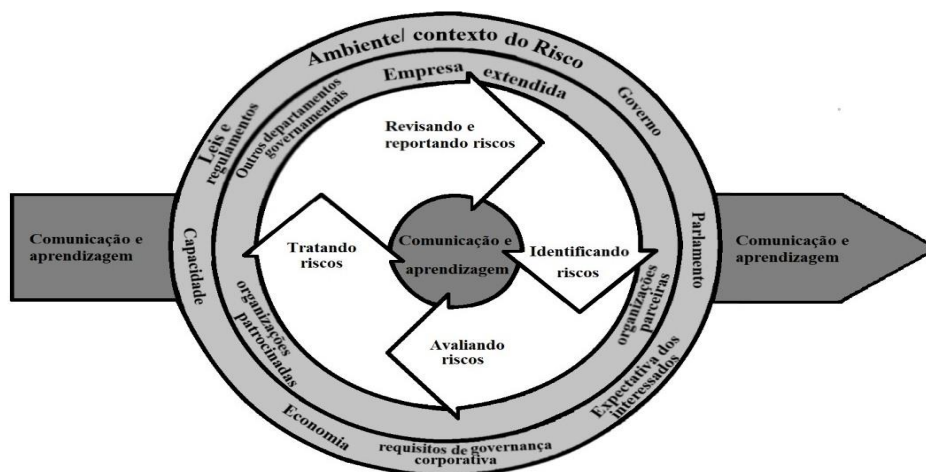 Ambiente/ contexto do Risco
Empresa extendida
Governo
Leis e
regulamentos
Outros departamentos
governamentais
Revisando e
reportando riscos
Comunicação e
aprendizagem
Capacidade
Tratando
riscos
Comunicação e
aprendizagem
Identificando
riscos
Parlamento
Comunicação e
aprendizagem
organizações
patrocinadas
Avaliando
riscos
organizações
parceiras
Expectativa dos
interessados
Economia
requisitos de governança
corporativa